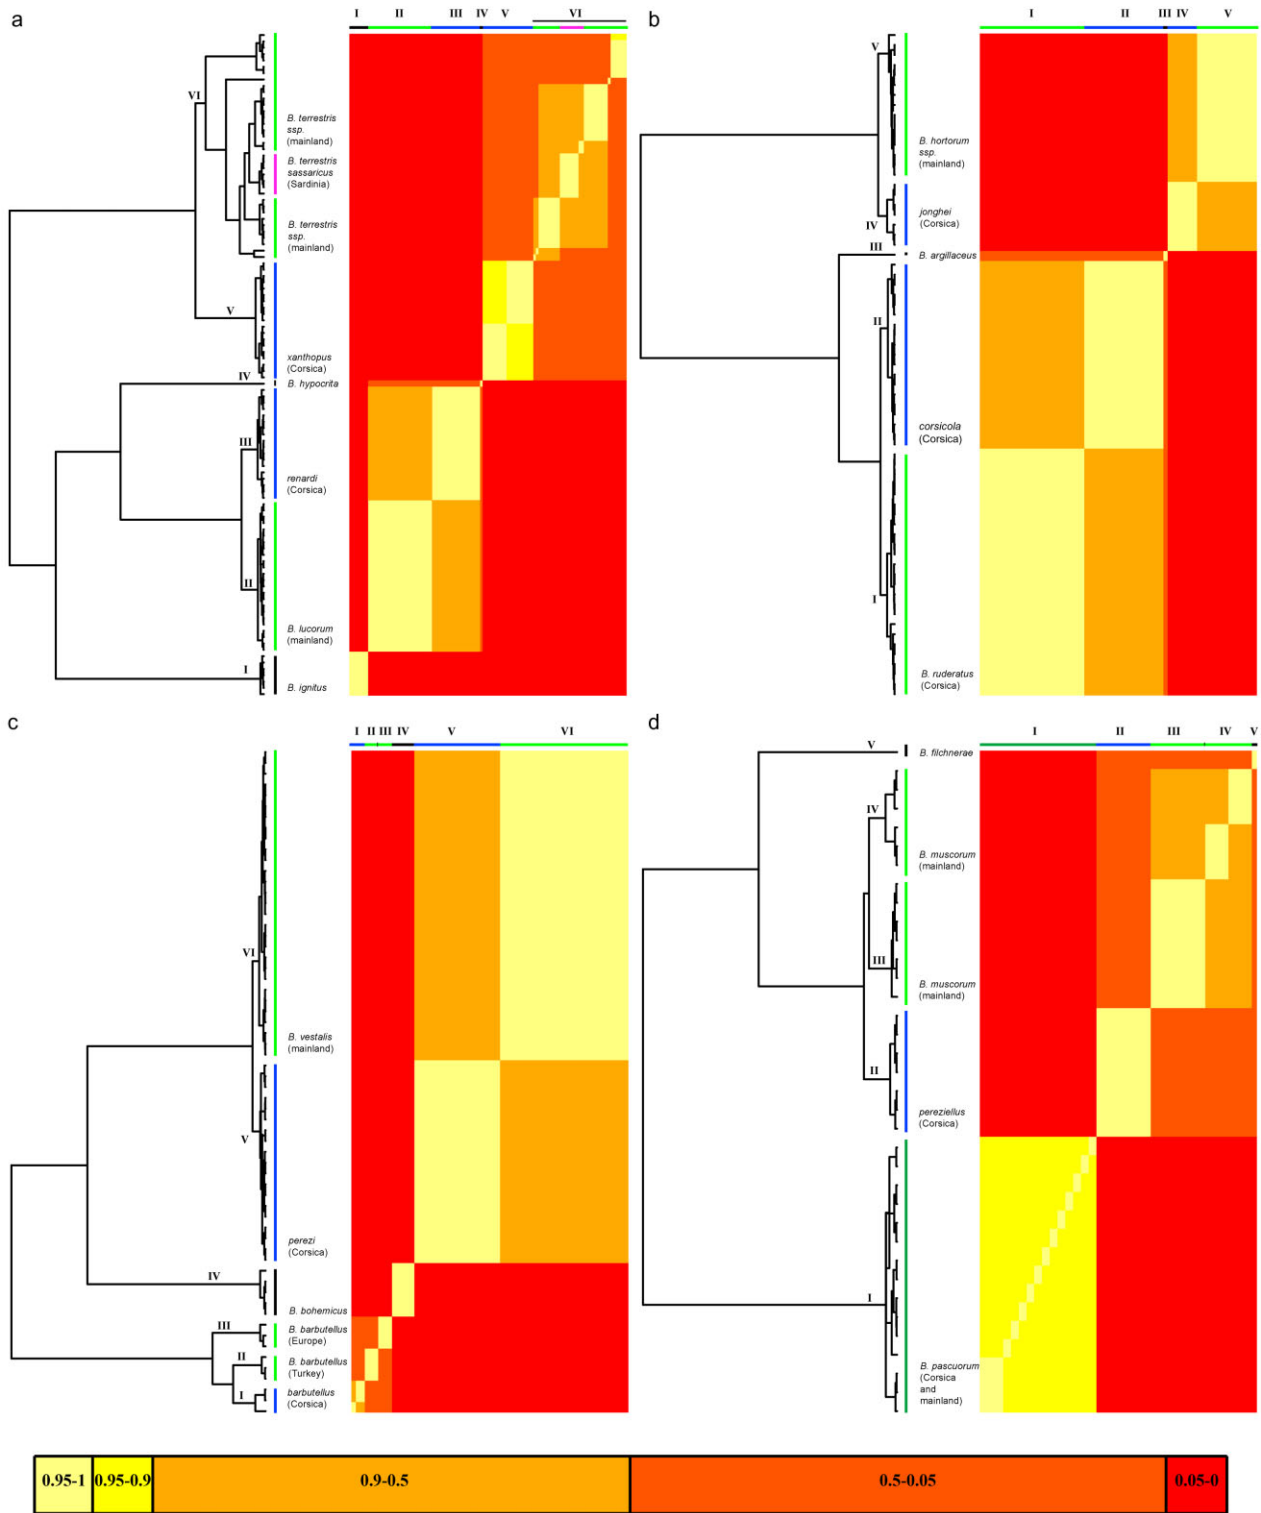 a
I II III IV V VI
VI
B. terrestris
ssp.
(mainland)
B. terrestris
sassaricus
(Sardinia)
B. terrestris
ssp.
(mainland)
V
xanthopus
(Corsica)
IV
B. hypocrita
III
renardi
(Corsica)
II
B. lucorum
(mainland)
I
B. ignitus
b
I II III IV V
V
B. hortorum
ssp.
(mainland)
jonghei
(Corsica)
IV
III
B. argillaceus
II
corsicola
(Corsica)
I
B. ruderatus
(Corsica)
c
I II III IV V VI
VI
B. vestalis
(mainland)
V
perezi
(Corsica)
IV
B. bohemicus
III
B. barbutellus
(Europe)
II
B. barbutellus
(Turkey)
I
barbutellus
(Corsica)
d
I II III IV V
V
B. filchnerae
IV
B. muscorum
(mainland)
III
B. muscorum
(mainland)
II
pereziellus
(Corsica)
I
B. pascuorum
(Corsica
and
mainland)
0.95-1 0.95-0.9 0.9-0.5 0.5-0.05 0.05-0